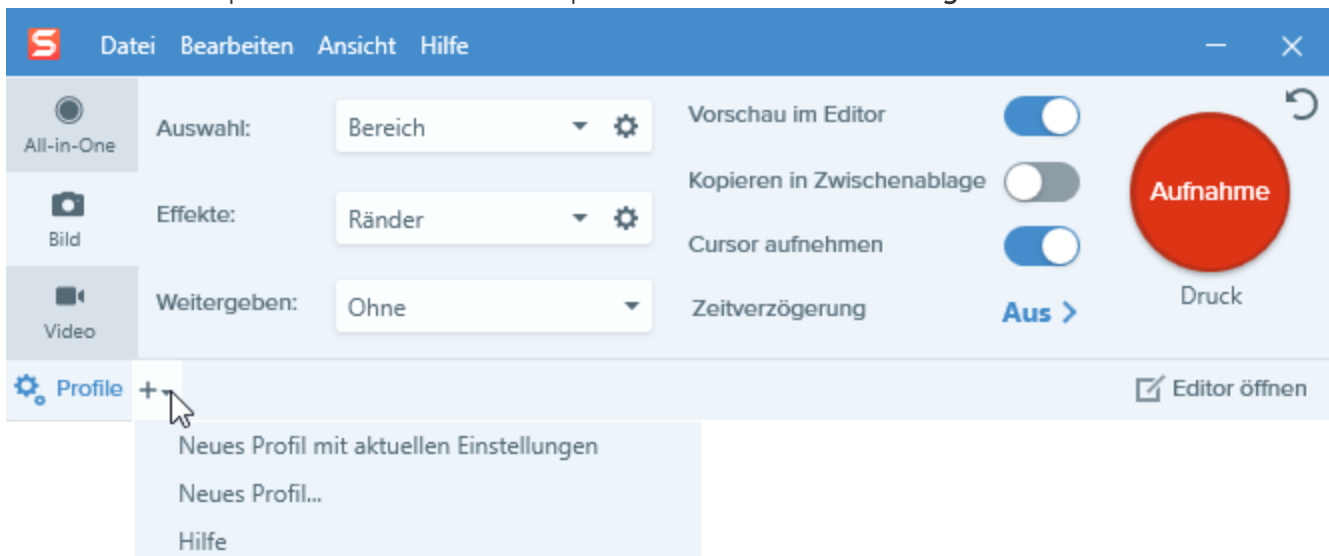 Datei Bearbeiten Ansicht Hilfe
All-in-One
Auswahl:
Bereich
Vorschau im Editor
Kopieren in Zwischenablage
Aufnahme
Bild
Effekte:
Ränder
Cursor aufnehmen
Druck
Video
Weitergeben:
Ohne
Zeitverzögerung
Aus >
Profile +
Editor öffnen
Neues Profil mit aktuellen Einstellungen
Neues Profil...
Hilfe